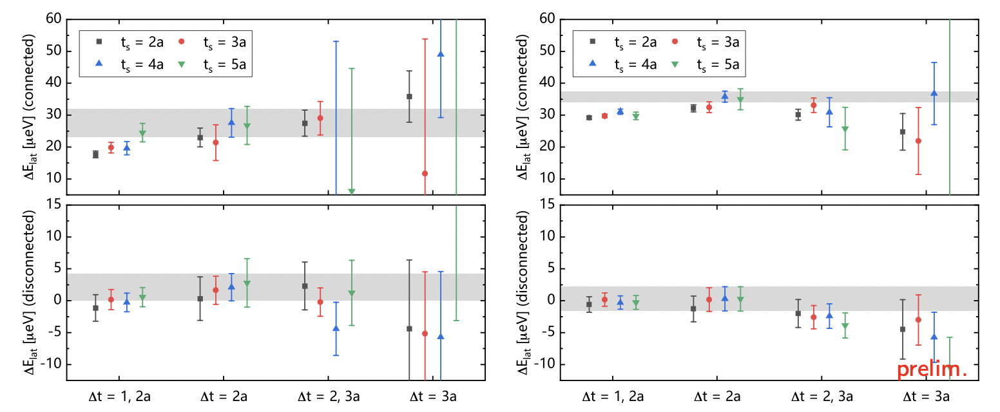 60
50
40
30
20
10
ΔE_lat [μeV] (connected)
t_s = 2a t_s = 3a
t_s = 4a t_s = 5a
15
10
5
0
-5
-10
ΔE_lat [μeV] (disconnected)
Δt = 1, 2a Δt = 2a Δt = 2, 3a Δt = 3a
60
50
40
30
20
10
ΔE_lat [μeV] (connected)
t_s = 2a t_s = 3a
t_s = 4a t_s = 5a
15
10
5
0
-5
-10
ΔE_lat [μeV] (disconnected)
prelim.
Δt = 1, 2a Δt = 2a Δt = 2, 3a Δt = 3a